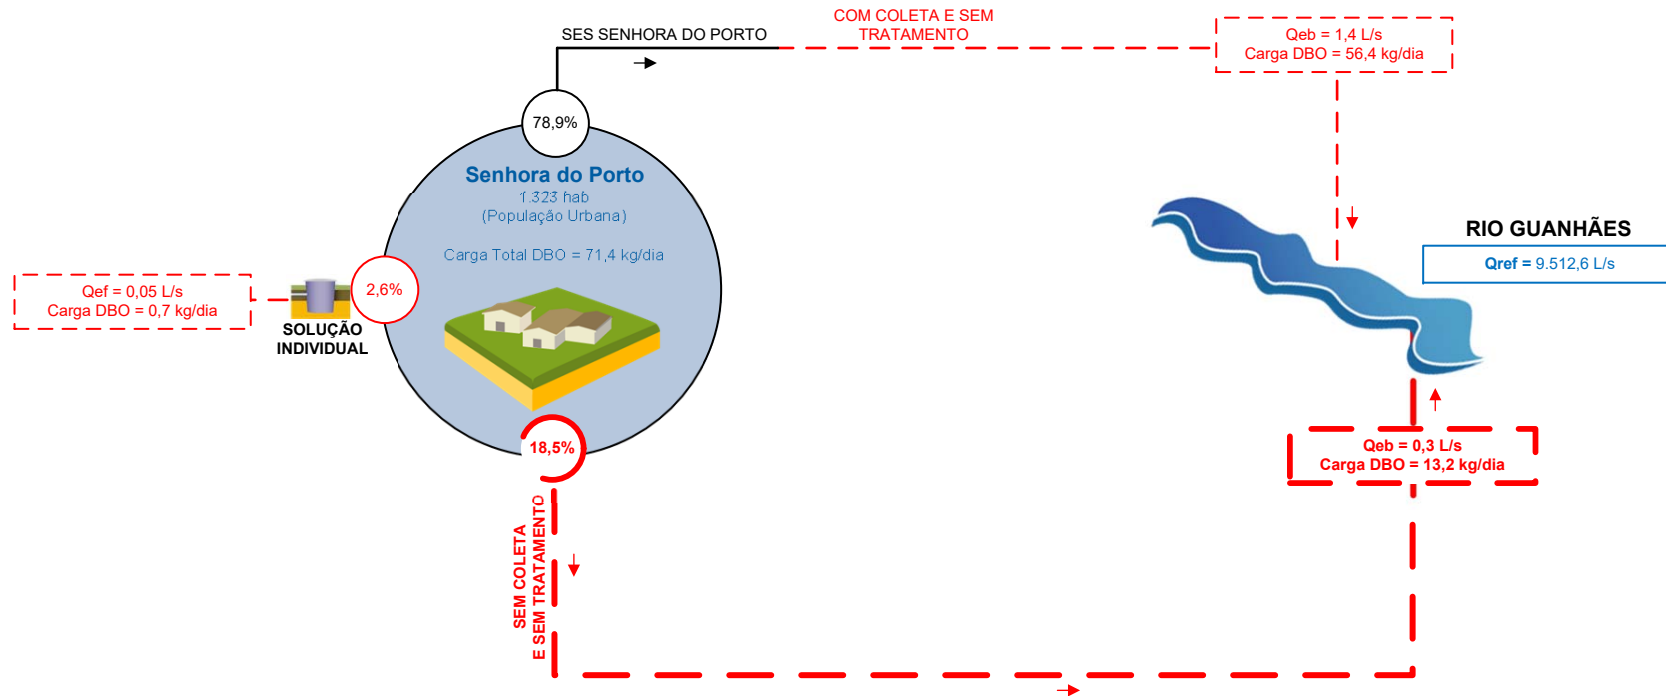 COM COLETA E SEM
TRATAMENTO
SES SENHORA DO PORTO
Qeb = 1,4 L/s
Carga DBO = 56,4 kg/dia
78,9%
Senhora do Porto
1.323 hab
(População Urbana)
Carga Total DBO = 71,4 kg/dia
RIO GUANHÃES
Qref = 9.512,6 L/s
Qef = 0,05 L/s
Carga DBO = 0,7 kg/dia
2,6%
SOLUÇÃO
INDIVIDUAL
18,5%
Qeb = 0,3 L/s
Carga DBO = 13,2 kg/dia
SEM COLETA
E SEM TRATAMENTO